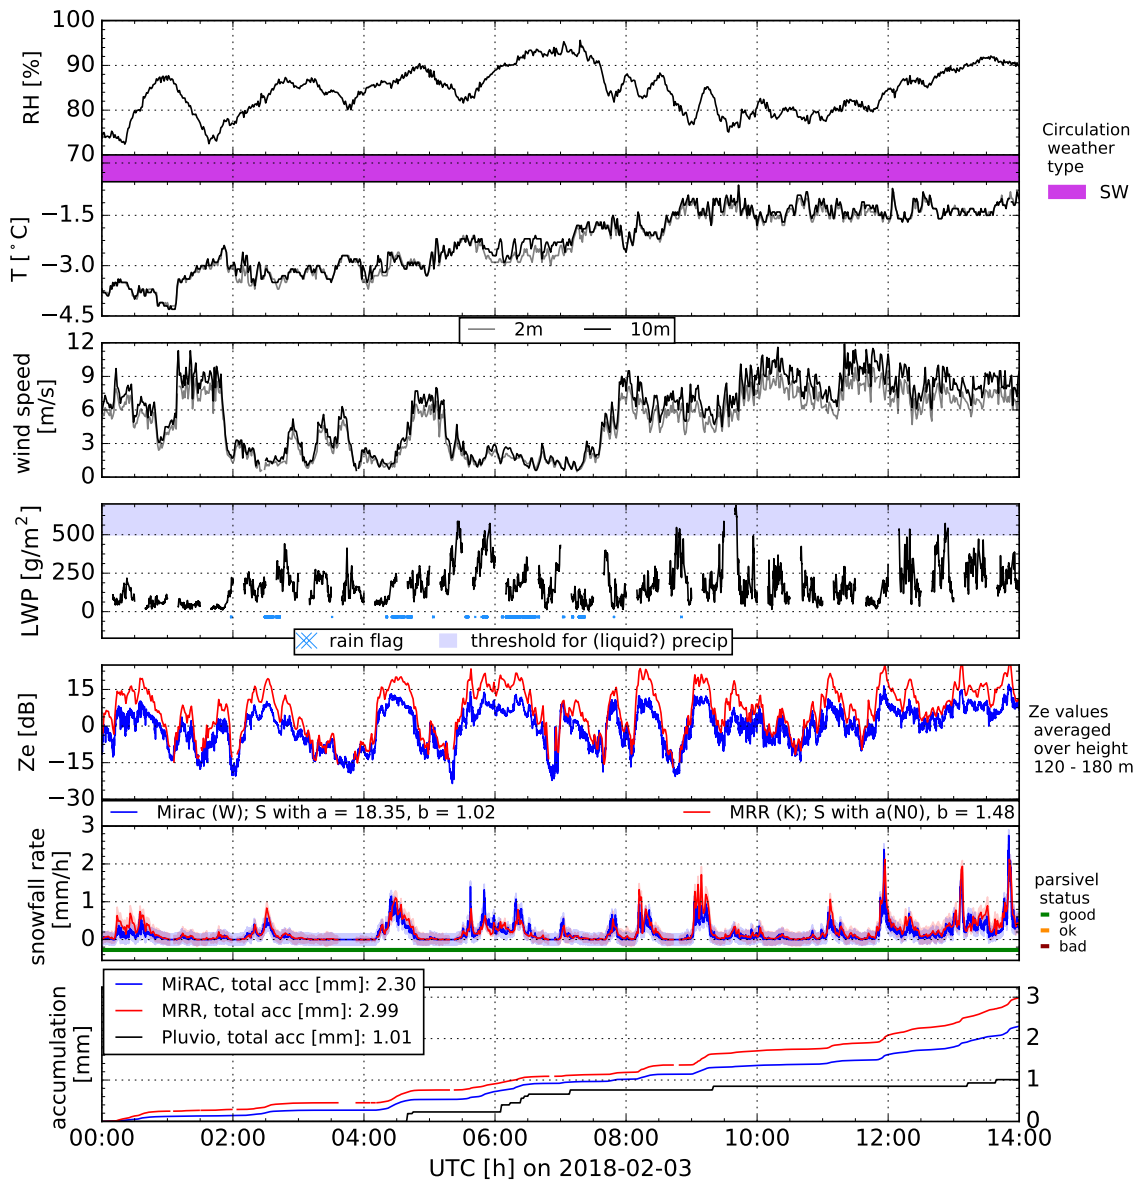 100
90
80
70
RH [%]
Circulation
weather
type
SW
−1.5
−3.0
−4.5
T [°C]
2m
10m
12
9
6
3
0
wind speed
[m/s]
500
250
0
LWP [g/m²]
rain flag
threshold for (liquid?) precip
15
0
−15
−30
Ze [dB]
Ze values
averaged
over height
120 - 180 m
Mirac (W); S with a = 18.35, b = 1.02
MRR (K); S with a(N0), b = 1.48
3
2
1
0
snowfall rate
[mm/h]
parsivel
status
good
ok
bad
MiRAC, total acc [mm]: 2.30
MRR, total acc [mm]: 2.99
Pluvio, total acc [mm]: 1.01
accumulation
[mm]
3
2
1
0
00:00 02:00 04:00 06:00 08:00 10:00 12:00 14:00
UTC [h] on 2018-02-03